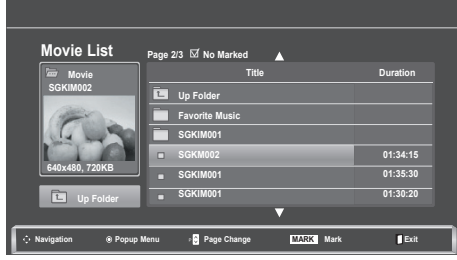 Movie List
Page 2/3 No Marked
Movie
SGKIM002
640x480, 720KB
Up Folder
Title Duration
Up Folder
Favorite Music
SGKIM001
SGKM002 01:34:15
SGKIM001 01:35:30
SGKIM001 01:30:20
Navigation Popup Menu Page Change MARK Mark Exit